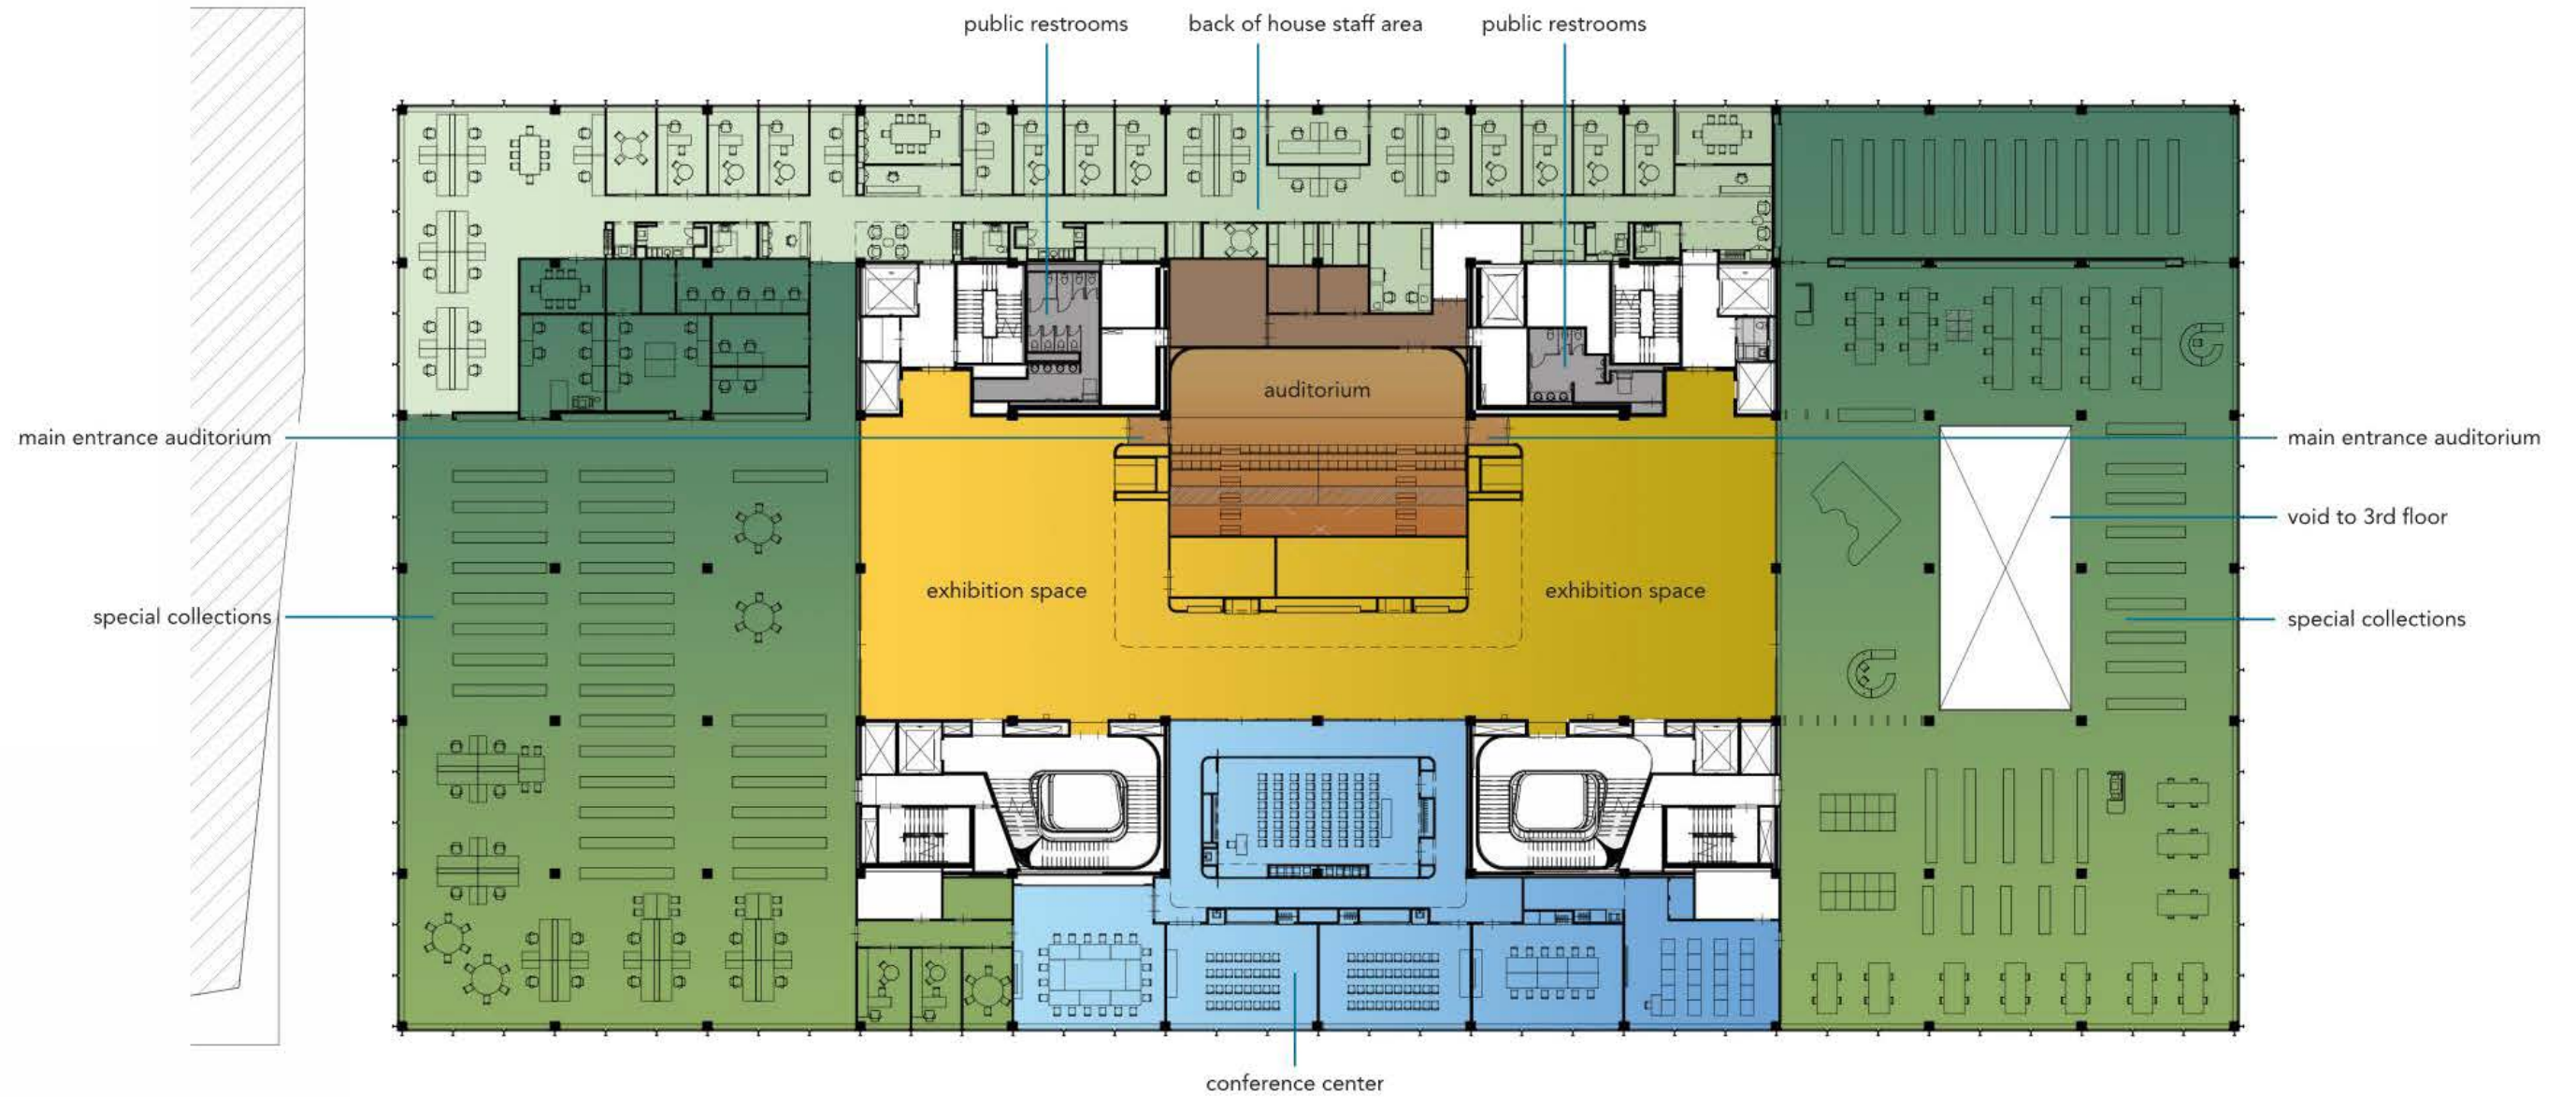 public restrooms
back of house staff area
public restrooms
auditorium
main entrance auditorium
main entrance auditorium
void to 3rd floor
exhibition space
exhibition space
special collections
special collections
conference center